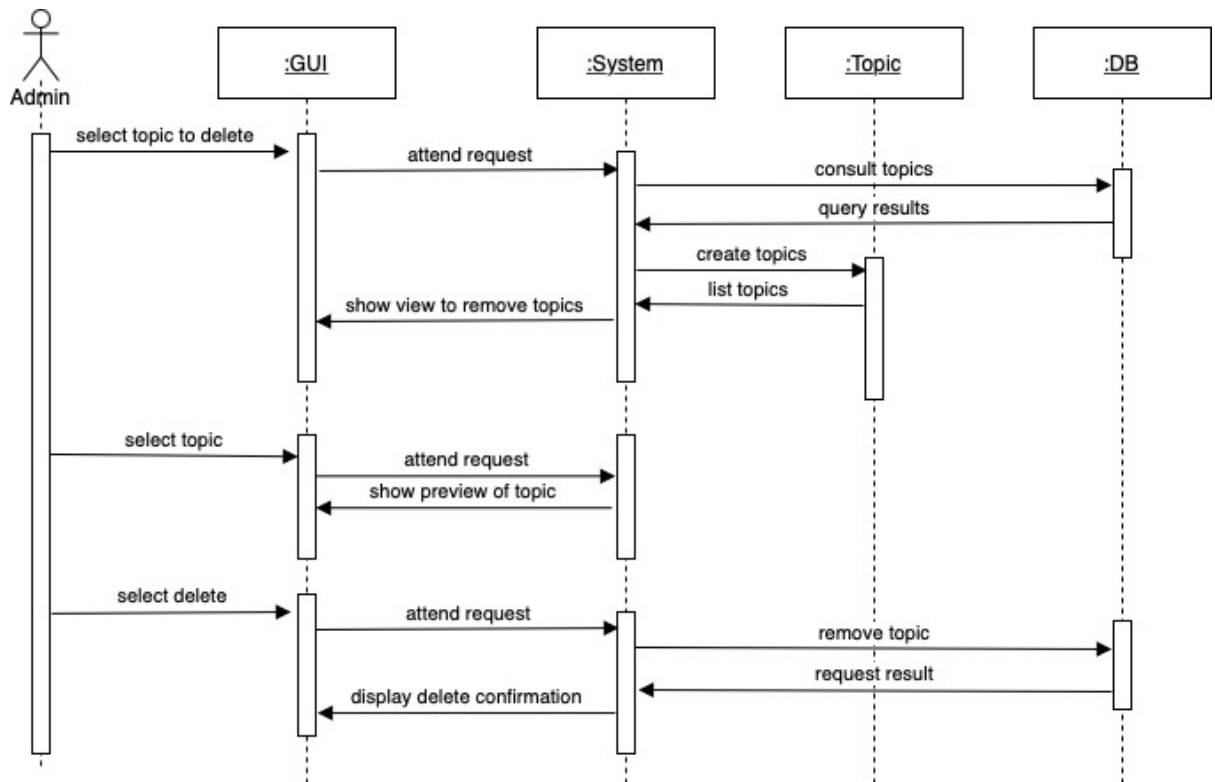 :GUI
:System
:Topic
:DB
Admin
select topic to delete
attend request
consult topics
query results
create topics
list topics
show view to remove topics
select topic
attend request
show preview of topic
select delete
attend request
remove topic
request result
display delete confirmation